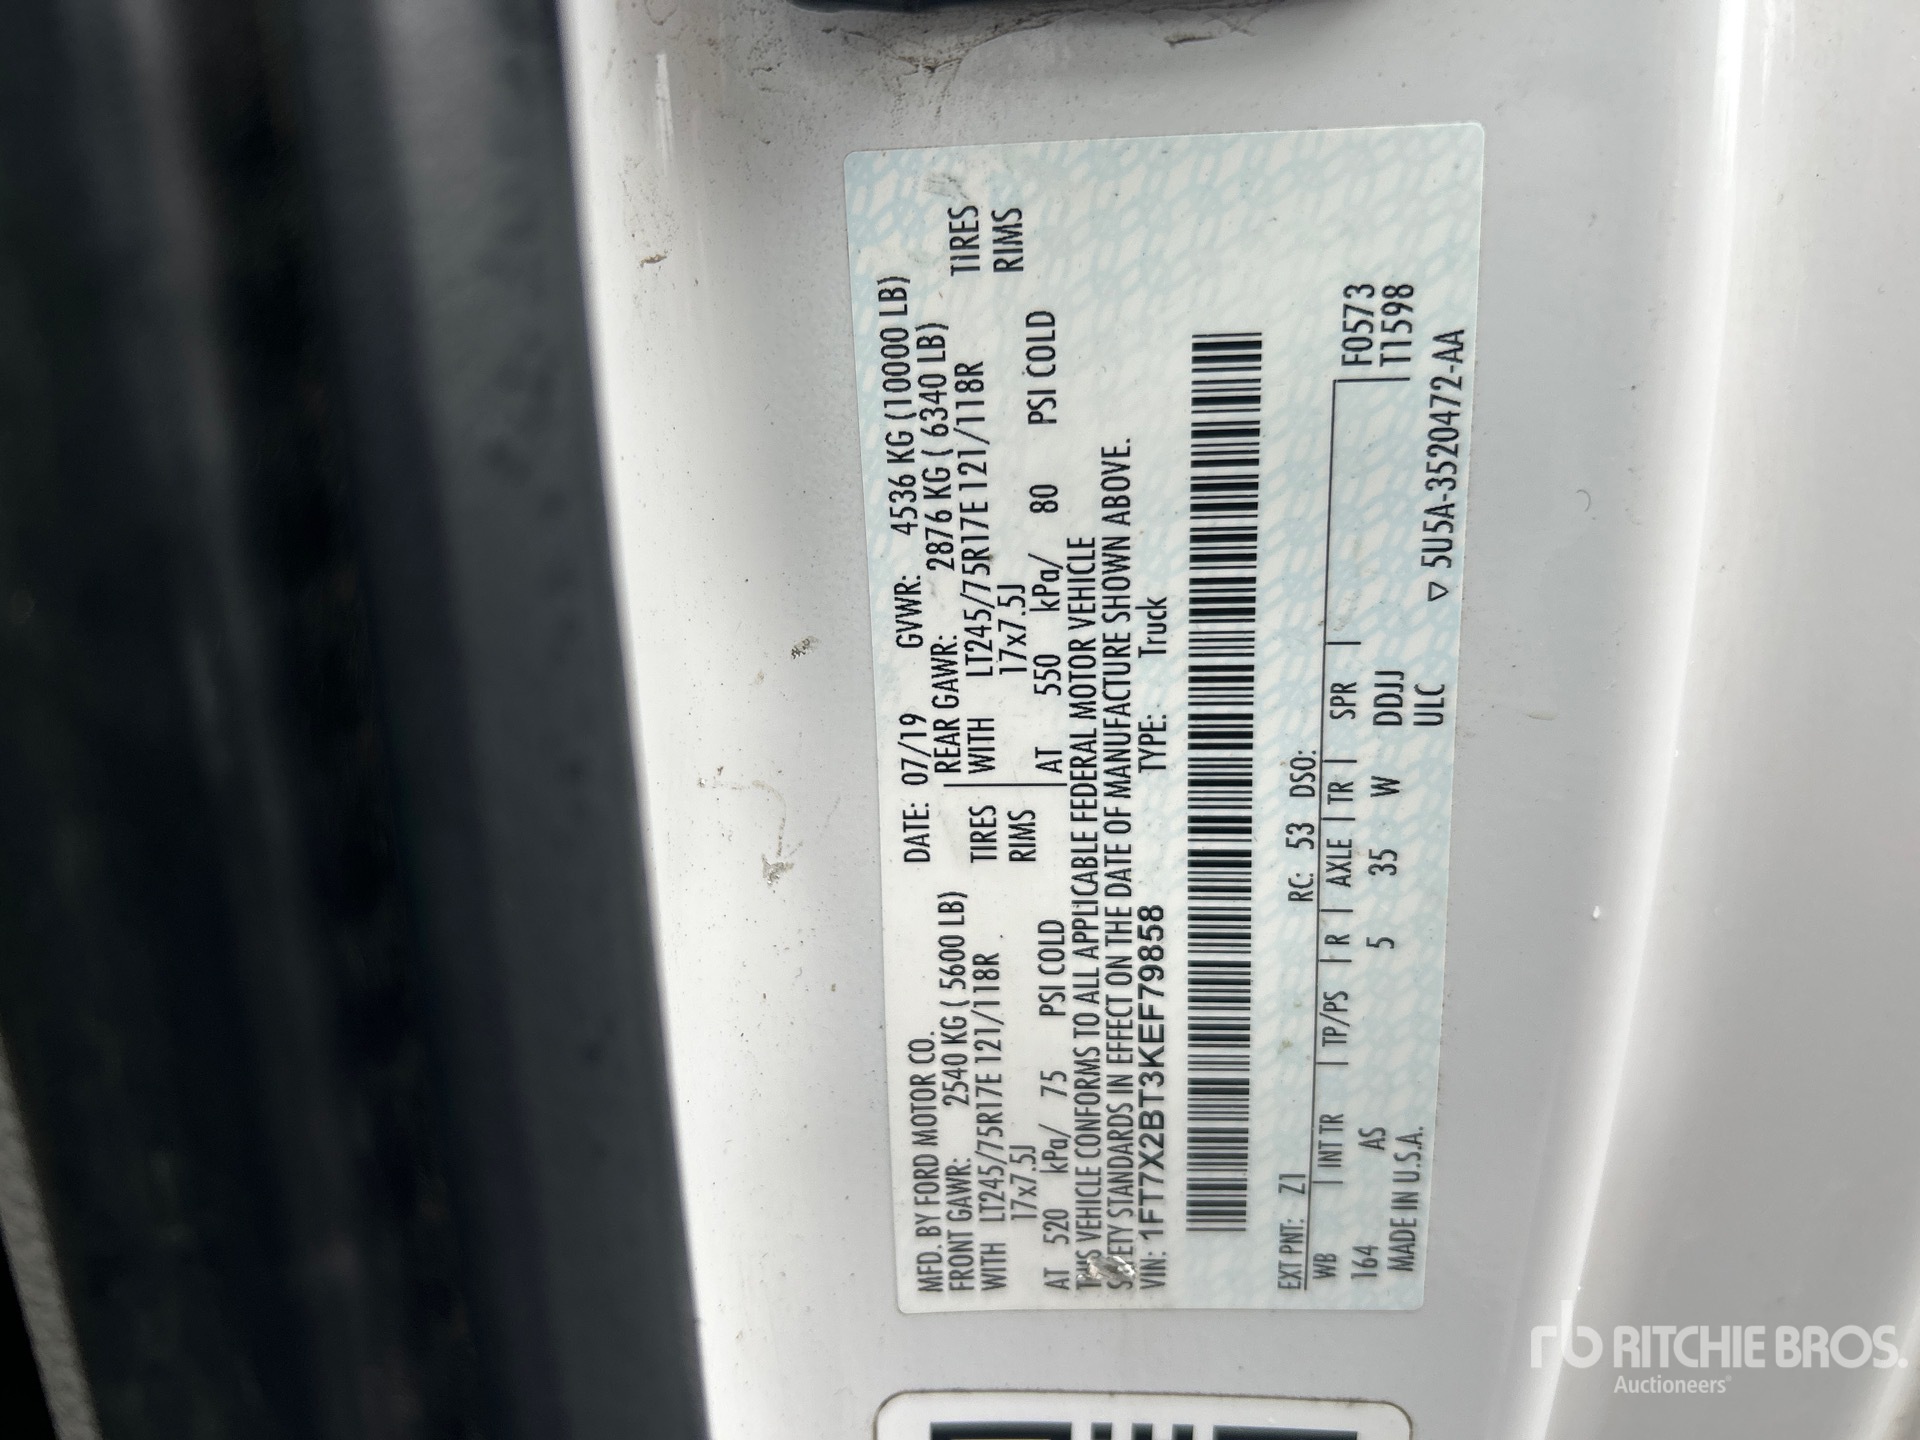 MFD. BY FORD MOTOR CO. DATE: 07/19 GVWR: 4536 KG (10000 LB)
FRONT GAWR: 2540 KG ( 5600 LB) REAR GAWR: 2876 KG ( 6340 LB)
WITH LT245/75R17E 121/118R TIRES WITH LT245/75R17E 121/118R TIRES
17x7.5J RIMS 17x7.5J RIMS
AT 520 kPa/ 75 PSI COLD AT 550 kPa/ 80 PSI COLD
THIS VEHICLE CONFORMS TO ALL APPLICABLE FEDERAL MOTOR VEHICLE
SAFETY STANDARDS IN EFFECT ON THE DATE OF MANUFACTURE SHOWN ABOVE.
VIN: 1FT7X2BT3KEF79858 TYPE: Truck
EXT PNT: Z1 RC: 53 DSO:
WB INT TR TP/PS R AXLE TR SPR F0573
164 AS 5 35 W DDJJ T1598
MADE IN U.S.A. ULC ▽ 5U5A-3520472-AA
rb RITCHIE BROS.
Auctioneers